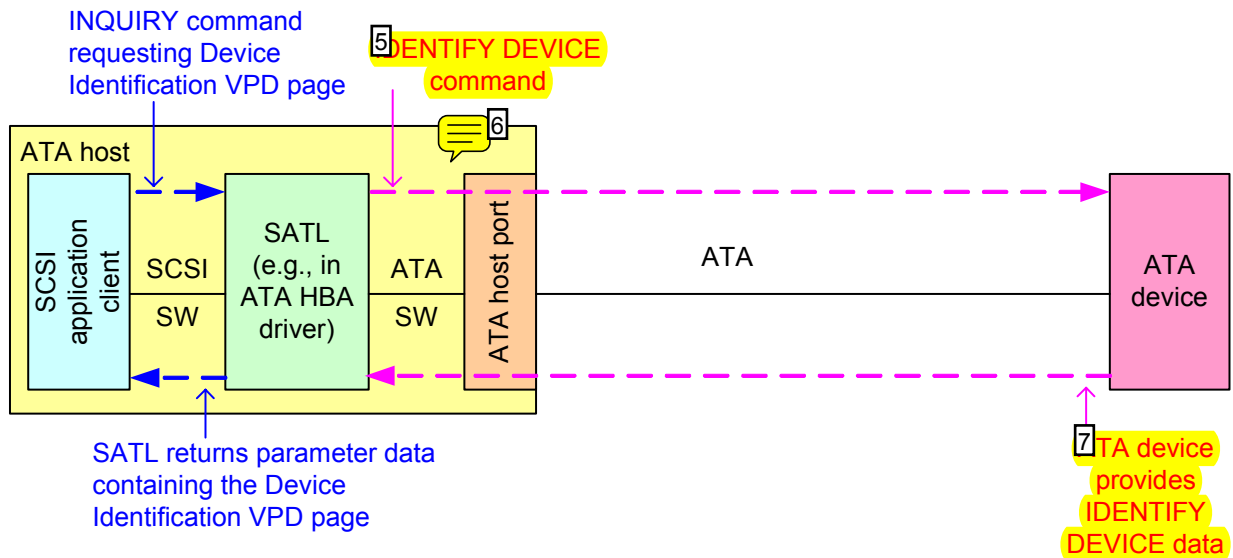 INQUIRY command
requesting Device
Identification VPD page
5
DENTIFY DEVICE
command
6
ATA host
SCSI
application
client
SCSI
SW
SATL
(e.g., in
ATA HBA
driver)
ATA
SW
ATA host port
ATA
ATA
device
SATL returns parameter data
containing the Device
Identification VPD page
7
TA device
provides
IDENTIFY
DEVICE data